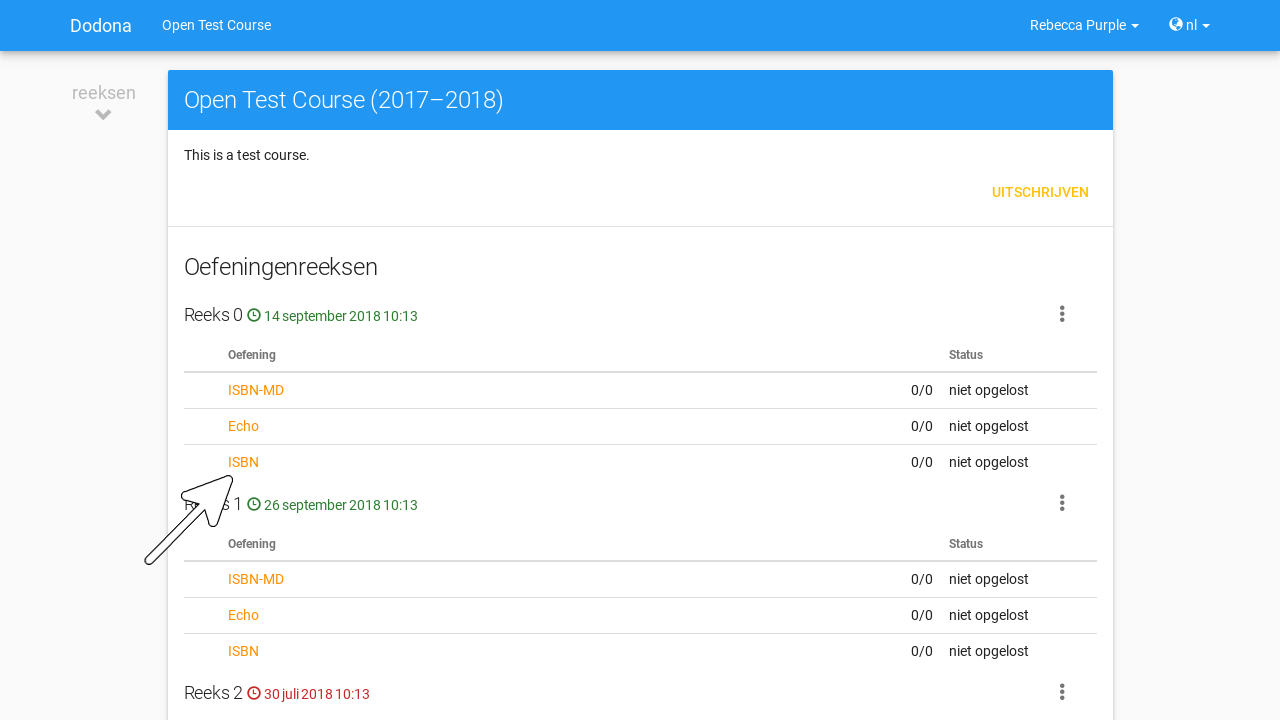 Dodona Open Test Course Rebecca Purple nl
reeksen
Open Test Course (2017–2018)
This is a test course.
UITSCHRIJVEN
Oefeningenreeksen
Reeks 0 14 september 2018 10:13
Oefening Status
ISBN-MD 0/0 niet opgelost
Echo 0/0 niet opgelost
ISBN 0/0 niet opgelost
Reeks 1 26 september 2018 10:13
Oefening Status
ISBN-MD 0/0 niet opgelost
Echo 0/0 niet opgelost
ISBN 0/0 niet opgelost
Reeks 2 30 juli 2018 10:13